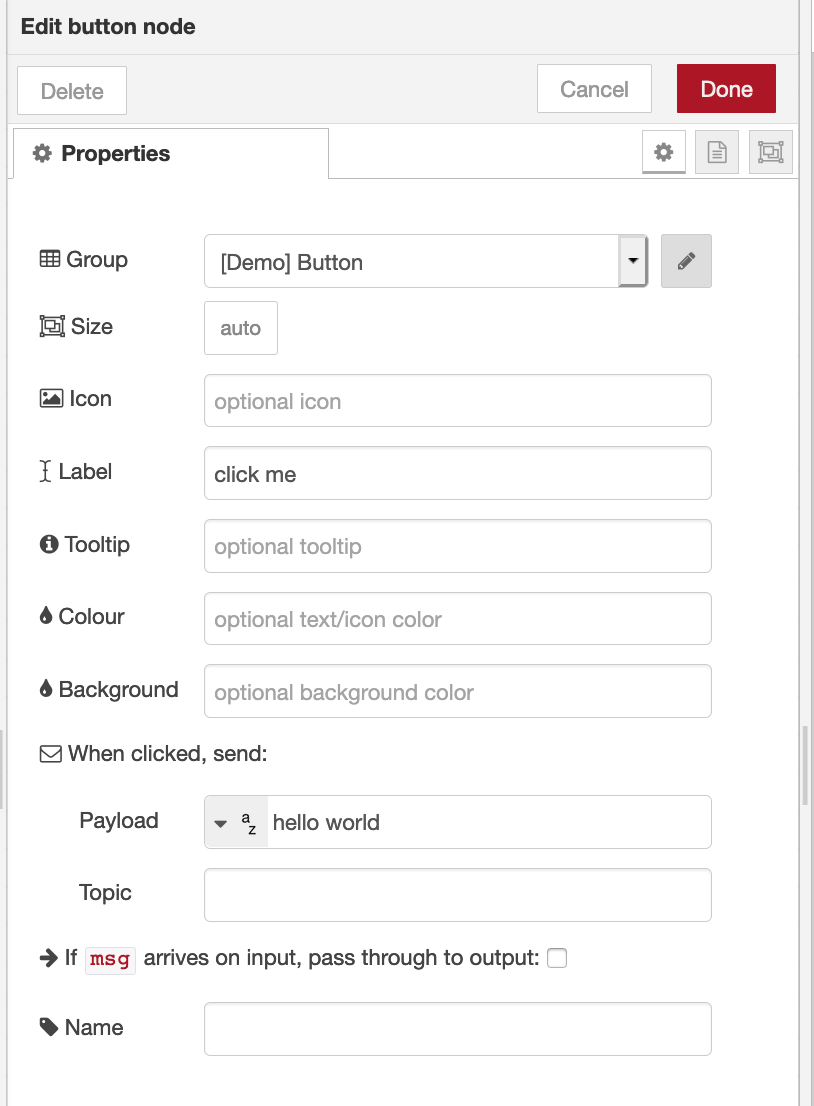 Edit button node
Delete Cancel Done
Properties
Group [Demo] Button
Size auto
Icon optional icon
Label click me
Tooltip optional tooltip
Colour optional text/icon color
Background optional background color
When clicked, send:
Payload a z hello world
Topic
If msg arrives on input, pass through to output:
Name